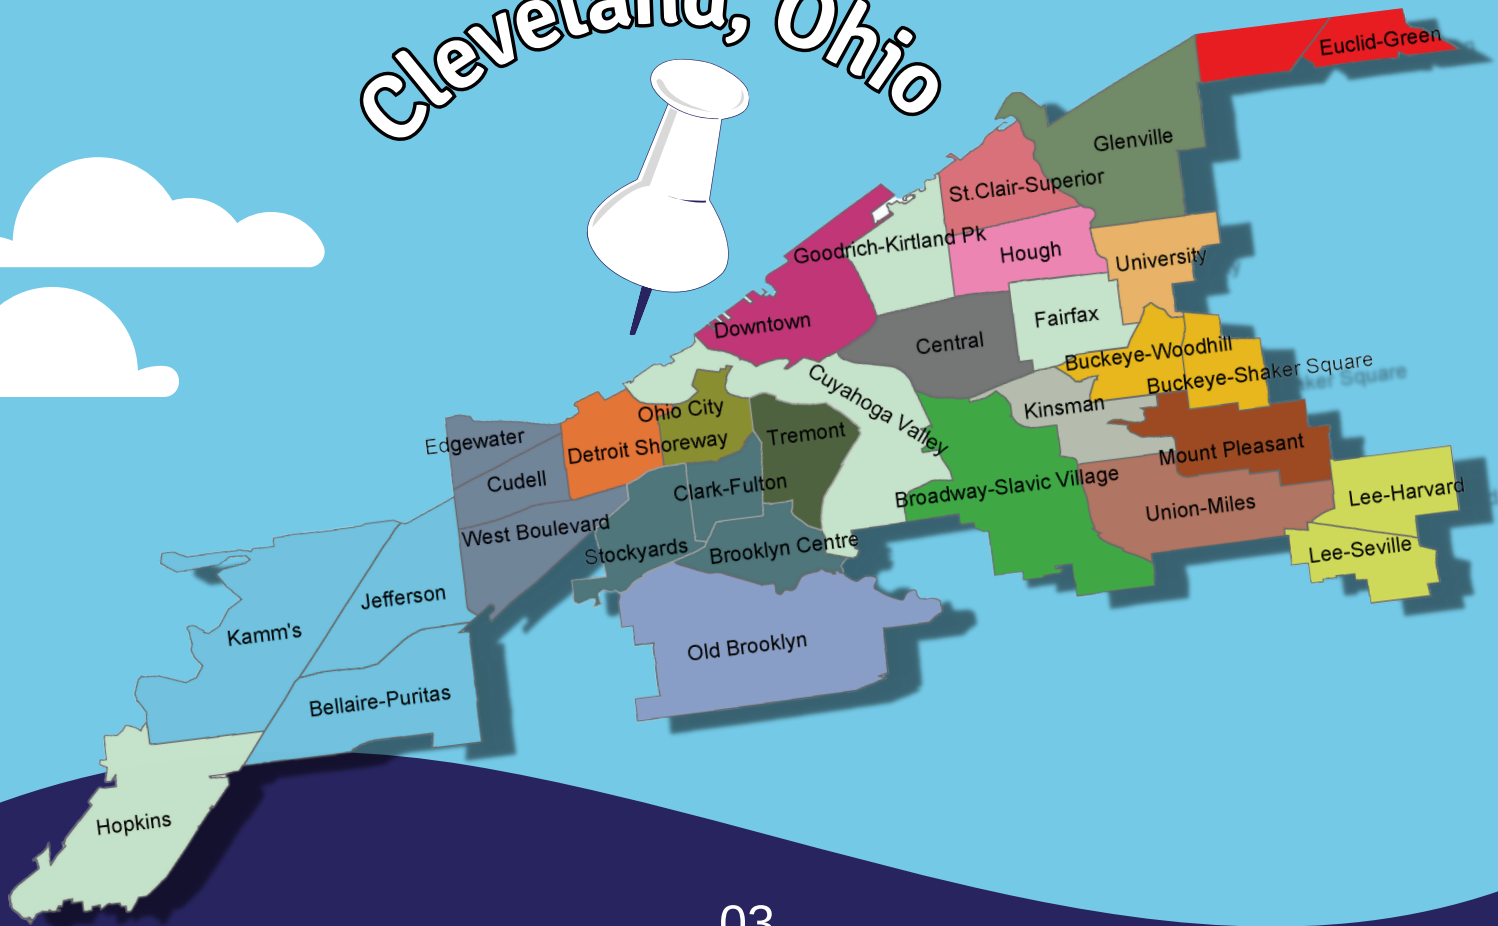 Cleveland, Ohio
Euclid-Green
Glenville
St.Clair-Superior
Goodrich-Kirtland Pk
Hough
University
Downtown
Fairfax
Central
Buckeye-Woodhill
Buckeye-Shaker Square
Cuyahoga Valley
Kinsman
Ohio City
Edgewater
Detroit Shoreway
Tremont
Mount Pleasant
Cudell
Clark-Fulton
Broadway-Slavic Village
Lee-Harvard
Union-Miles
West Boulevard
Stockyards
Brooklyn Centre
Lee-Seville
Jefferson
Kamm's
Old Brooklyn
Bellaire-Puritas
Hopkins
03